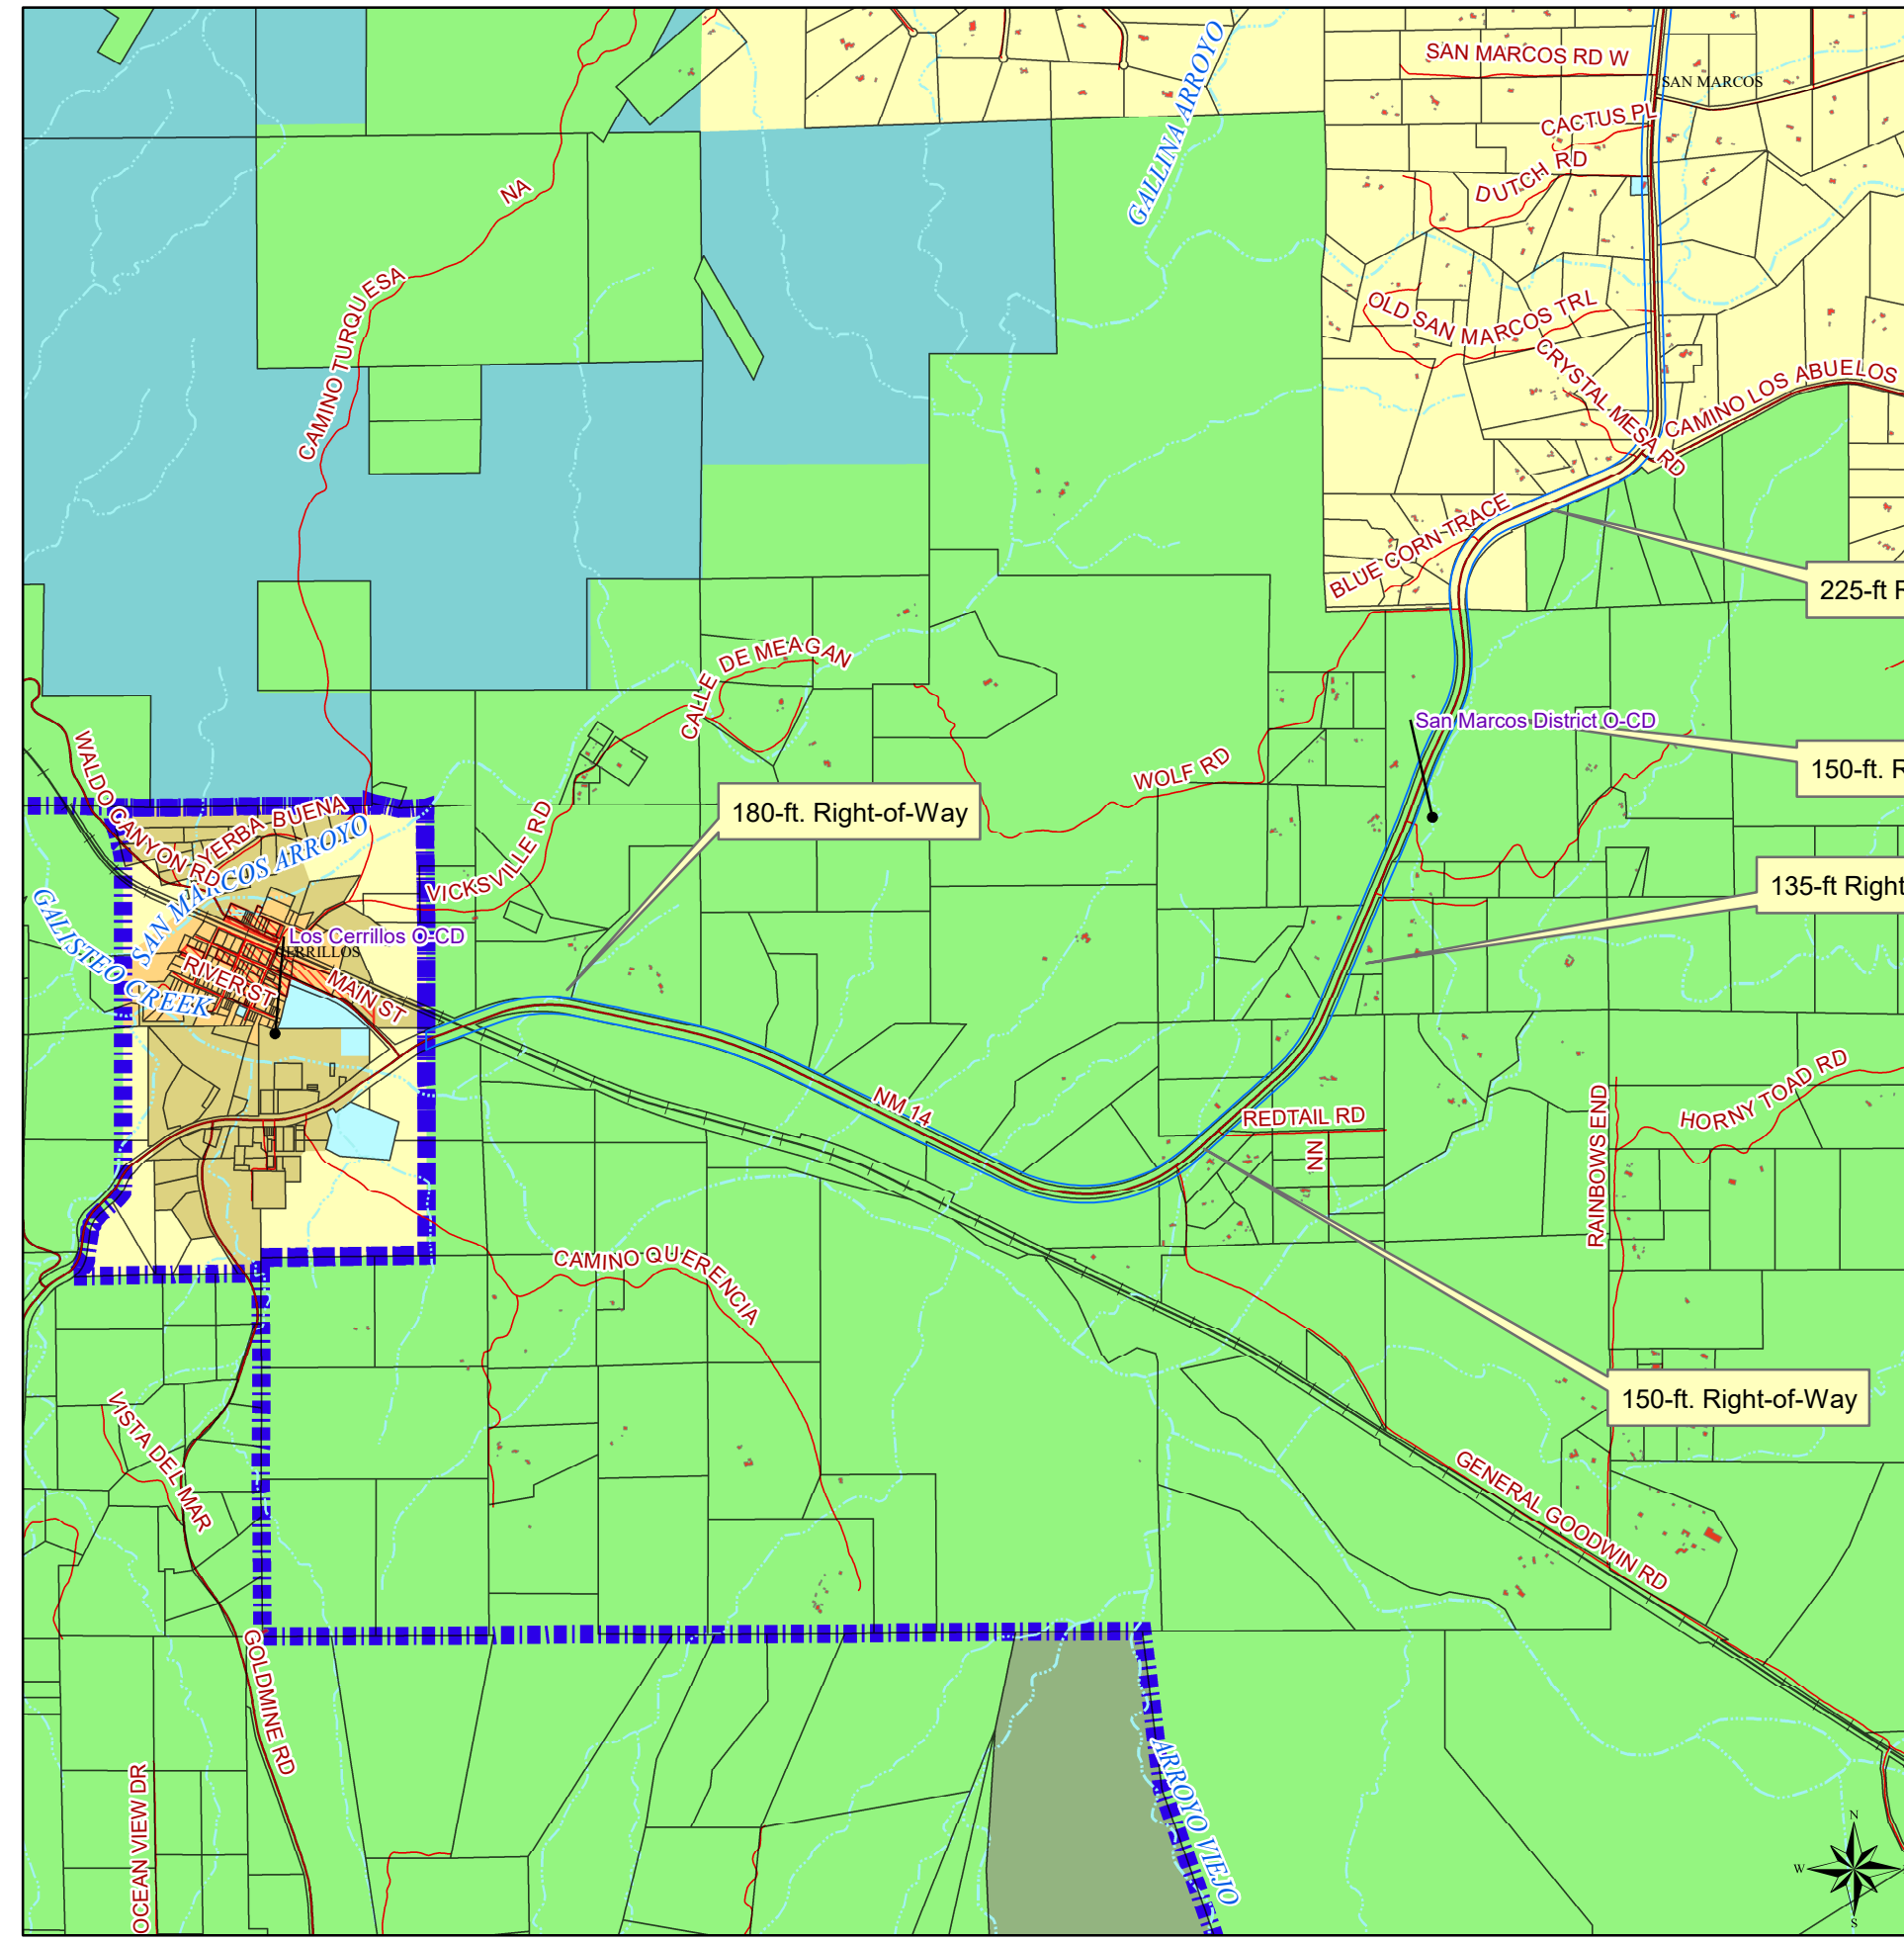 SAN MARCOS RD W
SAN MARCOS
CACTUS PL
DUTCH RD
GALLINA ARROYO
NA
CAMINO TURQUESA
OLD SAN MARCOS TRL
CRYSTAL MESA RD
CAMINO LOS ABUELOS
BLUE CORN TRACE
225-ft R
CALLE DE MEAGAN
San Marcos District O-CD
150-ft. R
WOLF RD
WALDO CANYON RD
YERBA BUENA
SAN MARCOS ARROYO
VICKSVILLE RD
180-ft. Right-of-Way
135-ft Right
GALISTEO CREEK
Los Cerrillos O-CD
CERRILLOS
RIVER ST
MAIN ST
NM 14
REDTAIL RD
NN
RAINBOWS END
HORNY TOAD RD
CAMINO QUERENCIA
150-ft. Right-of-Way
VISTA DEL MAR
GENERAL GOODWIN RD
GOLDMINE RD
OCEAN VIEW DR
ARROYO VIEJO
N
W
S